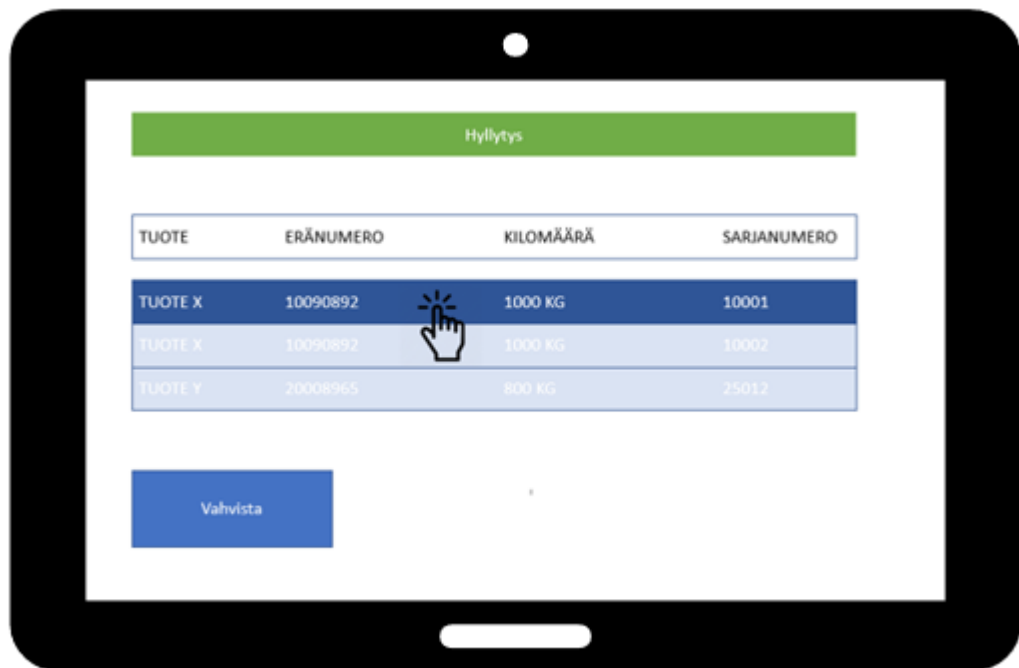 Hyllytys
TUOTE ERÄNUMERO KILOMÄÄRÄ SARJANUMERO
TUOTE X 10090892 1000 KG 10001
TUOTE X 10090892 1000 KG 10002
TUOTE Y 20008965 800 KG 25012
Vahvista